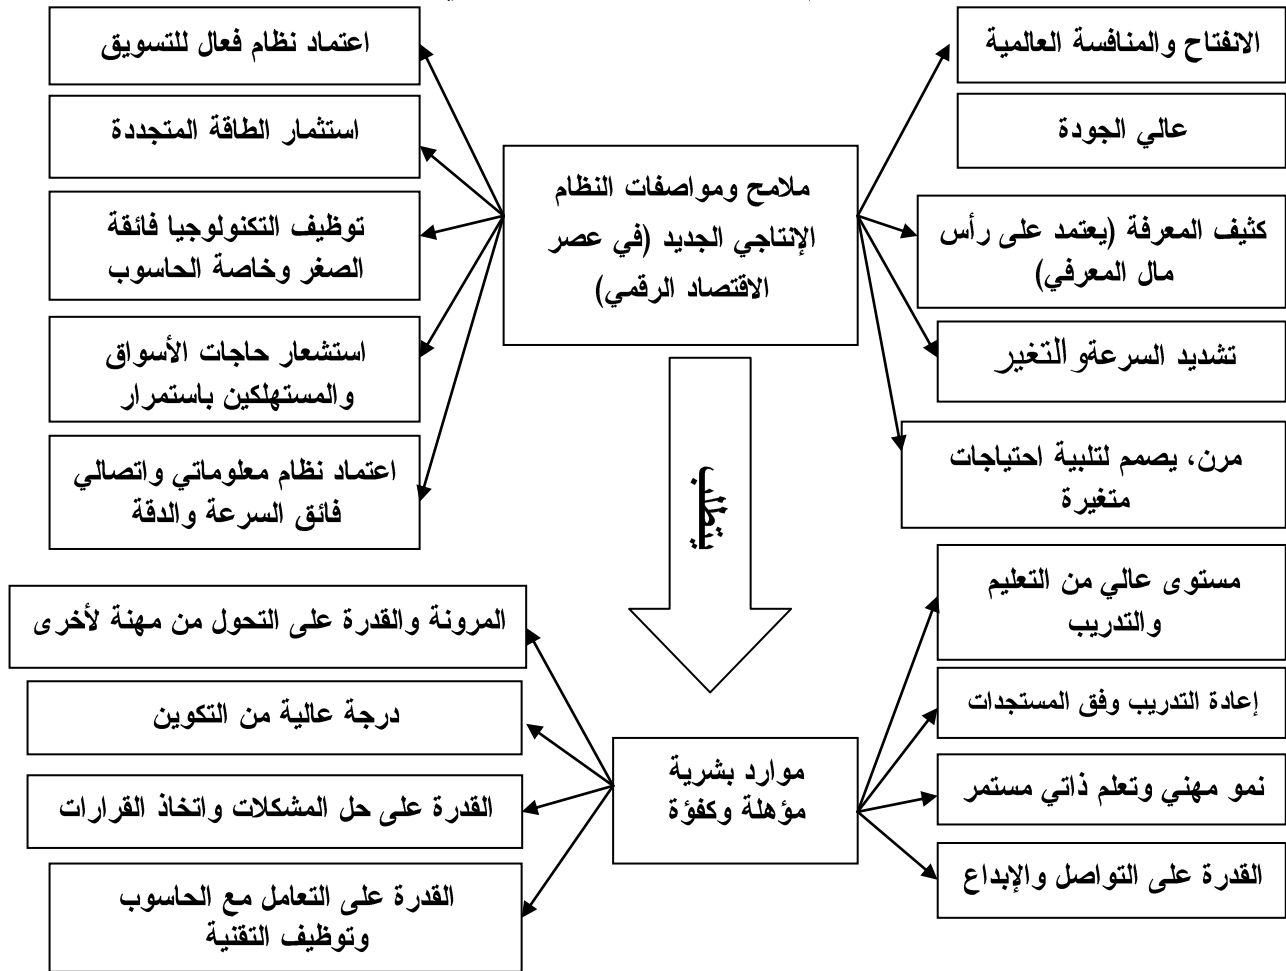 الانفتاح والمنافسة العالمية
عالي الجودة
كثيف المعرفة (يعتمد على رأس
مال المعرفي)
تشديد السرعةو التغير
مرن، يصمم لتلبية احتياجات
متغيرة
ملامح ومواصفات النظام
الإنتاجي الجديد (في عصر
الاقتصاد الرقمي)
اعتماد نظام فعال للتسويق
استثمار الطاقة المتجددة
توظيف التكنولوجيا فائقة
الصغر وخاصة الحاسوب
استشعار حاجات الأسواق
والمستهلكين باستمرار
اعتماد نظام معلوماتي واتصالي
فائق السرعة والدقة
يتطلب
مستوى عالي من التعليم
والتدريب
إعادة التدريب وفق المستجدات
نمو مهني وتعلم ذاتي مستمر
القدرة على التواصل والإبداع
موارد بشرية
مؤهلة وكفؤة
المرونة والقدرة على التحول من مهنة لأخرى
درجة عالية من التكوين
القدرة على حل المشكلات واتخاذ القرارات
القدرة على التعامل مع الحاسوب
وتوظيف التقنية